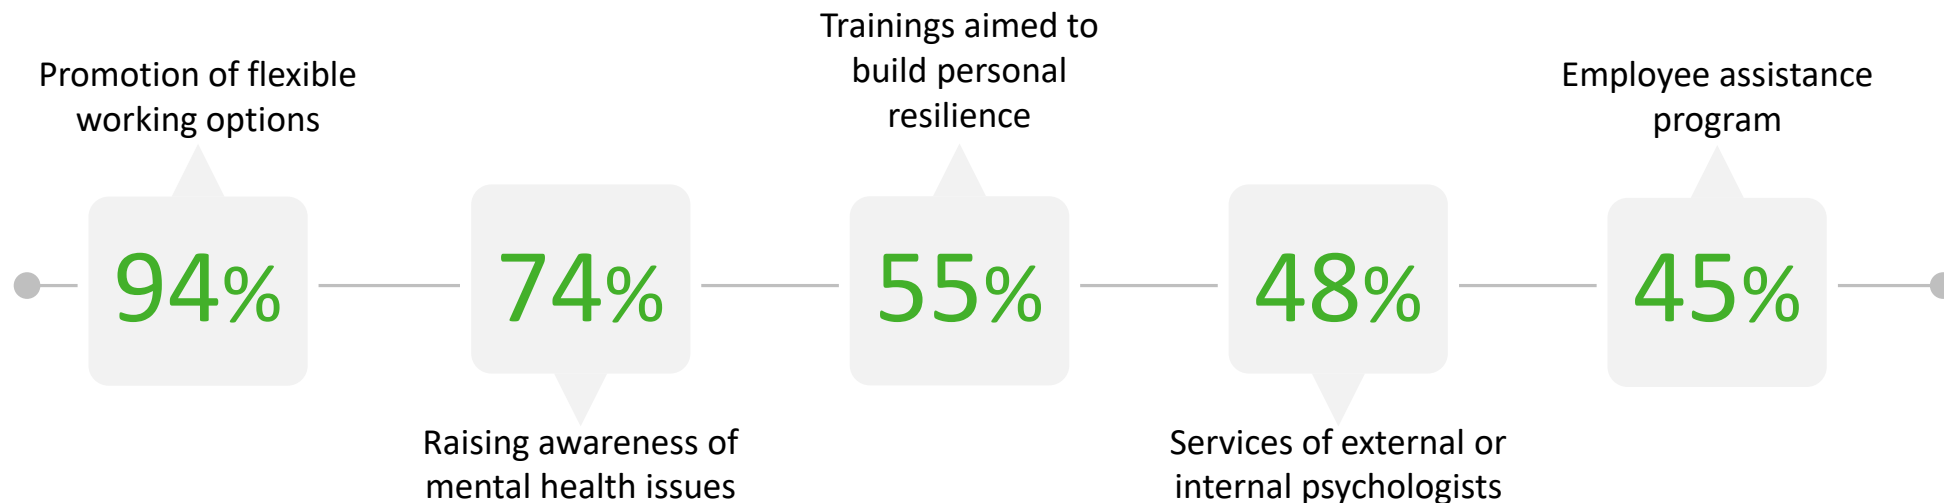 Promotion of flexible
working options
94%
74%
Raising awareness of
mental health issues
Trainings aimed to
build personal
resilience
55%
48%
Services of external or
internal psychologists
Employee assistance
program
45%